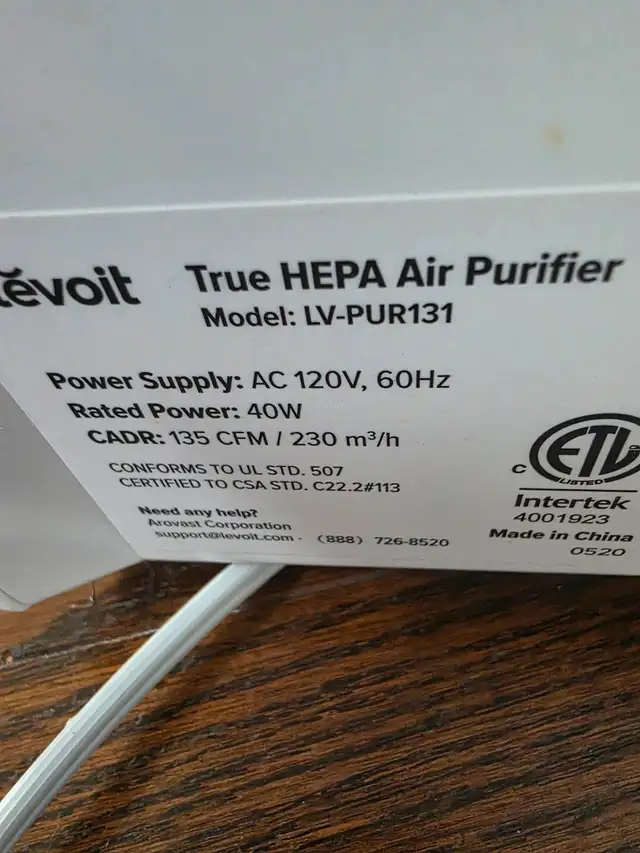 lĕvoit
True HEPA Air Purifier
Model: LV-PUR131
Power Supply: AC 120V, 60Hz
Rated Power: 40W
CADR: 135 CFM / 230 m³/h
CONFORMS TO UL STD. 507
CERTIFIED TO CSA STD. C22.2#113
Need any help?
Arovast Corporation
support@levoit.com · (888) 726-8520
C ETL
LISTED
Intertek
4001923
Made in China
0520